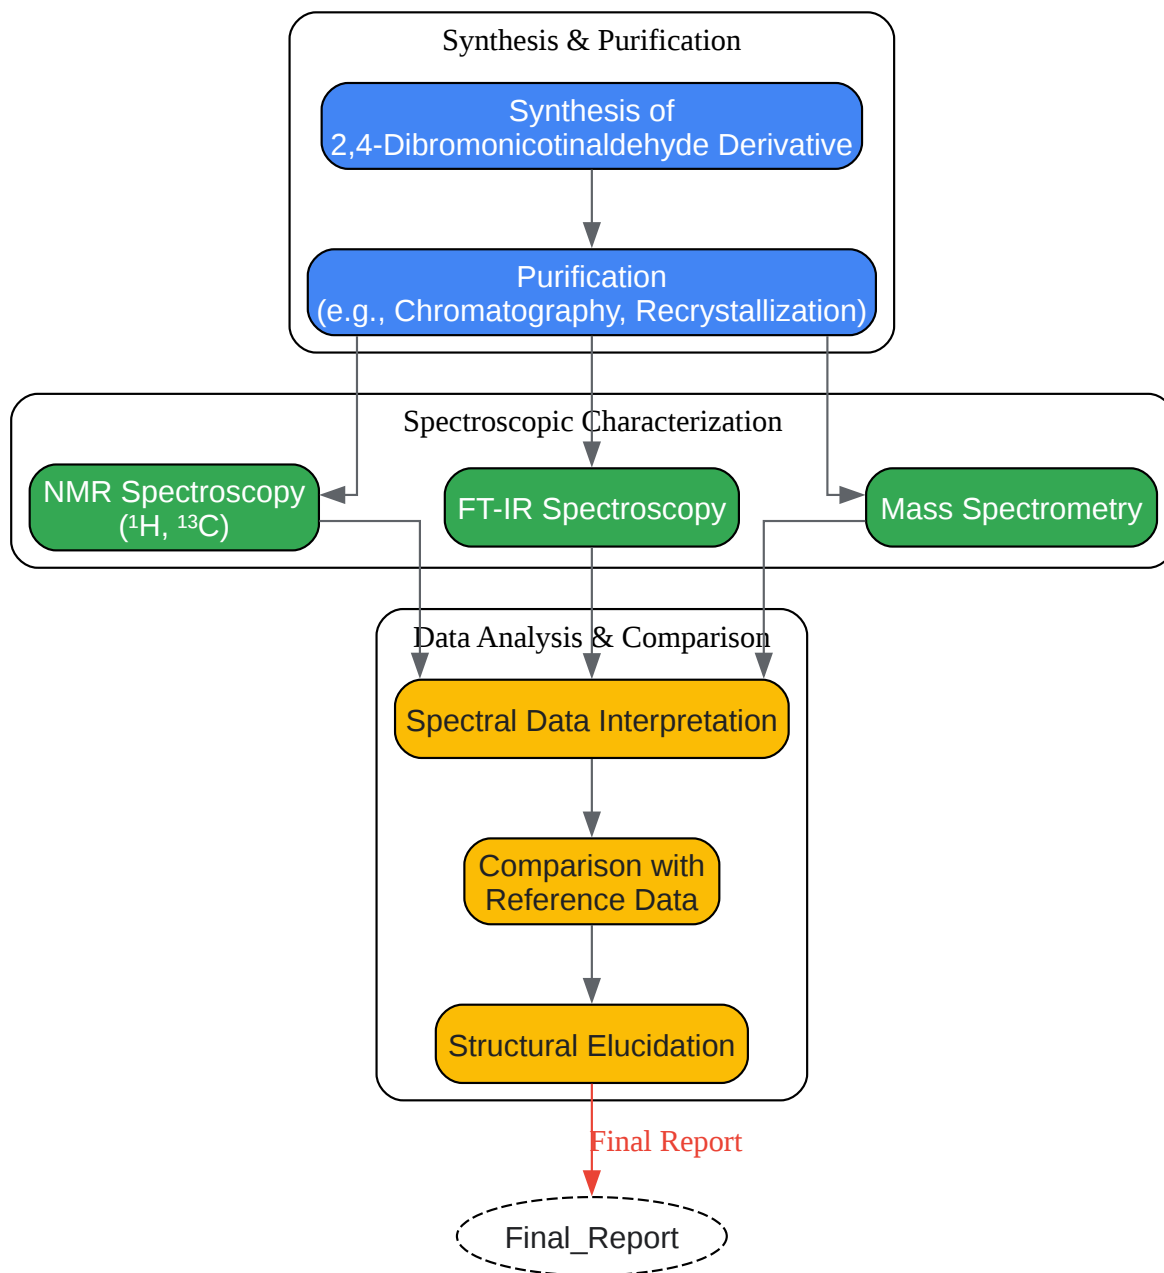 Synthesis & Purification
Synthesis of
2,4-Dibromonicotinaldehyde Derivative
Purification
(e.g., Chromatography, Recrystallization)
Spectroscopic Characterization
NMR Spectroscopy
(¹H, ¹³C)
FT-IR Spectroscopy
Mass Spectrometry
Data Analysis & Comparison
Spectral Data Interpretation
Comparison with
Reference Data
Structural Elucidation
Final Report
Final_Report